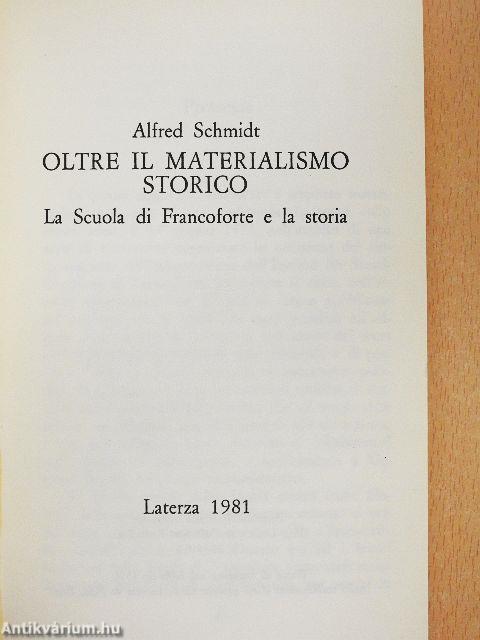 Alfred Schmidt
OLTRE IL MATERIALISMO
STORICO
La Scuola di Francoforte e la storia
Laterza 1981
Antikvárium.hu